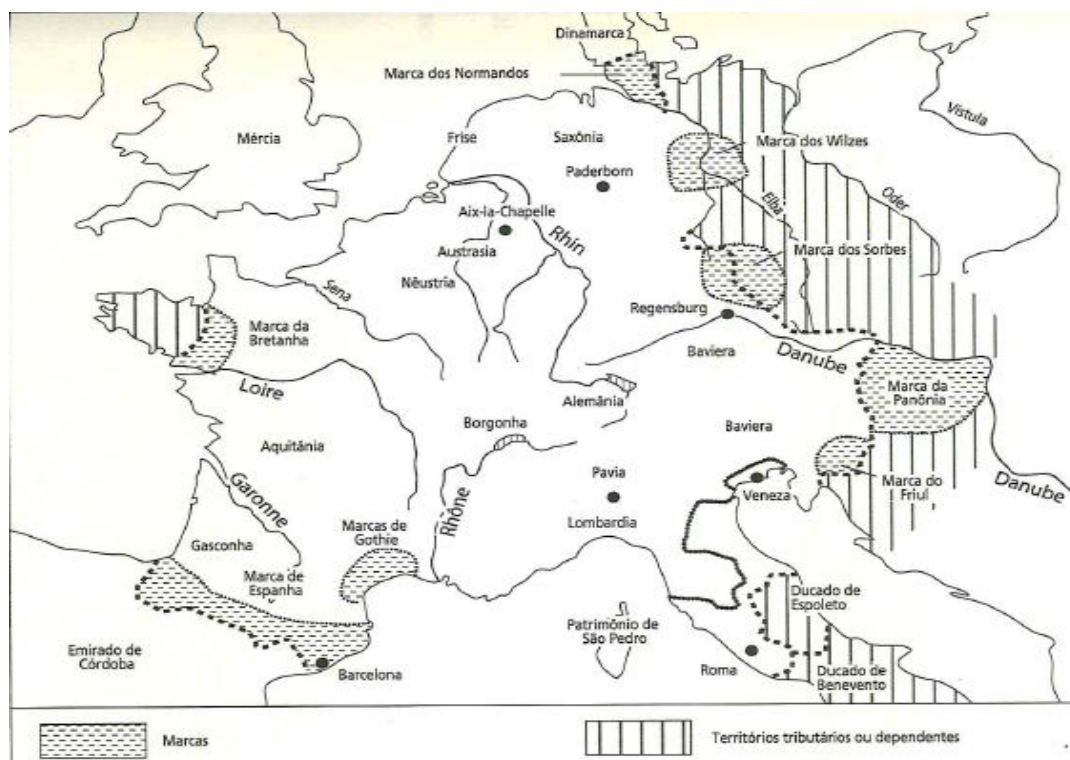 Dinamarca
Marca dos Normandos
Vistula
Mércia
Frise
Saxônia
Marca dos Wilzes
Paderborn
Elba
Oder
Aix-la-Chapelle
Rhin
Austrasia
Marca dos Sorbes
Nêustria
Sena
Regensburg
Marca da
Bretanha
Baviera
Danube
Loire
Marca da
Panônia
Alemânia
Borgonha
Aquitânia
Baviera
Pavia
Garonne
Rhône
Veneza
Marca do
Friul
Danube
Lombardia
Marcas de
Gothie
Gasconha
Marca de
Espanha
Ducado de
Espoleto
Patrimônio de
São Pedro
Emirado de
Córdoba
Barcelona
Roma
Ducado de
Benevento
Marcas
Territórios tributários ou dependentes